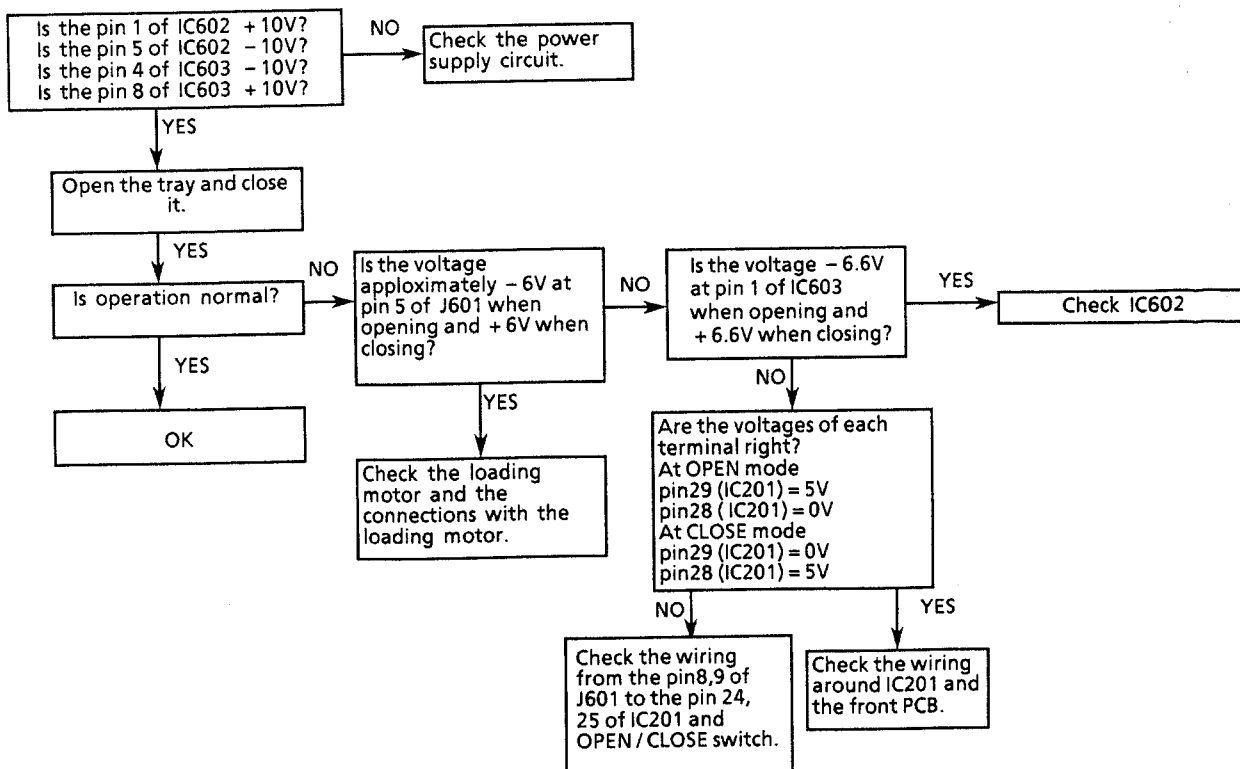 Is the pin 1 of IC602 + 10V?
Is the pin 5 of IC602 - 10V?
Is the pin 4 of IC603 - 10V?
Is the pin 8 of IC603 + 10V?
NO
Check the power
supply circuit.
YES
Open the tray and close
it.
YES
Is operation normal?
NO
Is the voltage
apploximately - 6V at
pin 5 of J601 when
opening and + 6V when
closing?
NO
Is the voltage - 6.6V
at pin 1 of IC603
when opening and
+ 6.6V when closing?
YES
Check IC602
YES
OK
YES
Check the loading
motor and the
connections with the
loading motor.
NO
Are the voltages of each
terminal right?
At OPEN mode
pin29 (IC201) = 5V
pin28 ( IC201) = 0V
At CLOSE mode
pin29 (IC201) = 0V
pin28 (IC201) = 5V
NO
Check the wiring
from the pin8,9 of
J601 to the pin 24,
25 of IC201 and
OPEN / CLOSE switch.
YES
Check the wiring
around IC201 and
the front PCB.